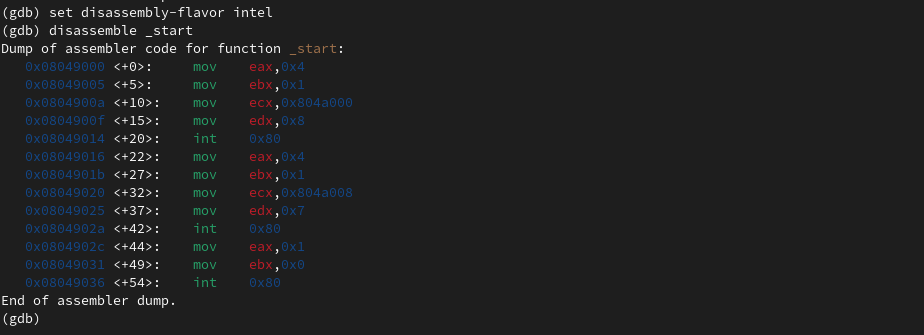 (gdb) set disassembly-flavor intel
(gdb) disassemble _start
Dump of assembler code for function _start:
   0x08049000 <+0>:     mov    eax,0x4
   0x08049005 <+5>:     mov    ebx,0x1
   0x0804900a <+10>:    mov    ecx,0x804a000
   0x0804900f <+15>:    mov    edx,0x8
   0x08049014 <+20>:    int    0x80
   0x08049016 <+22>:    mov    eax,0x4
   0x0804901b <+27>:    mov    ebx,0x1
   0x08049020 <+32>:    mov    ecx,0x804a008
   0x08049025 <+37>:    mov    edx,0x7
   0x0804902a <+42>:    int    0x80
   0x0804902c <+44>:    mov    eax,0x1
   0x08049031 <+49>:    mov    ebx,0x0
   0x08049036 <+54>:    int    0x80
End of assembler dump.
(gdb)